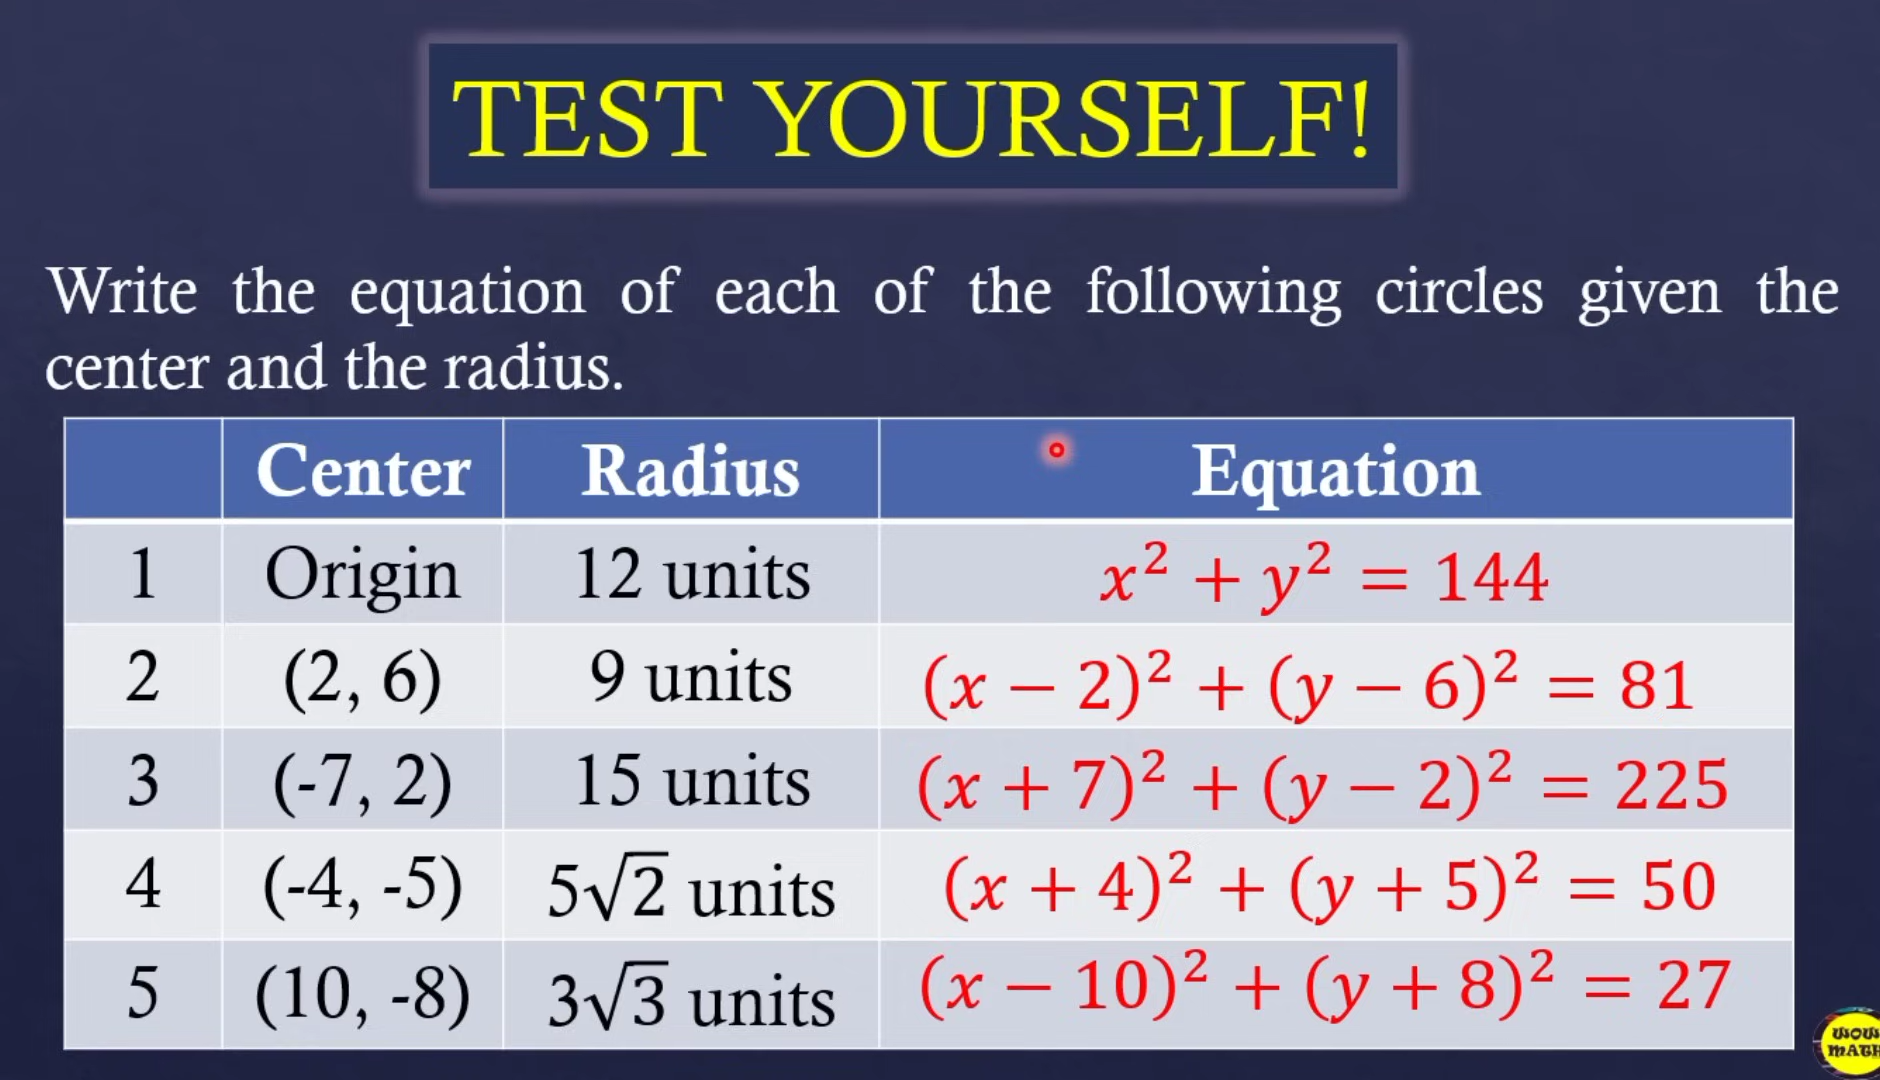 TEST YOURSELF!
Write the equation of each of the following circles given the
center and the radius.
Center Radius Equation
1 Origin 12 units x² + y² = 144
2 (2, 6) 9 units (x − 2)² + (y − 6)² = 81
3 (-7, 2) 15 units (x + 7)² + (y − 2)² = 225
4 (-4, -5) 5√2 units (x + 4)² + (y + 5)² = 50
5 (10, -8) 3√3 units (x − 10)² + (y + 8)² = 27
WOW
MATH